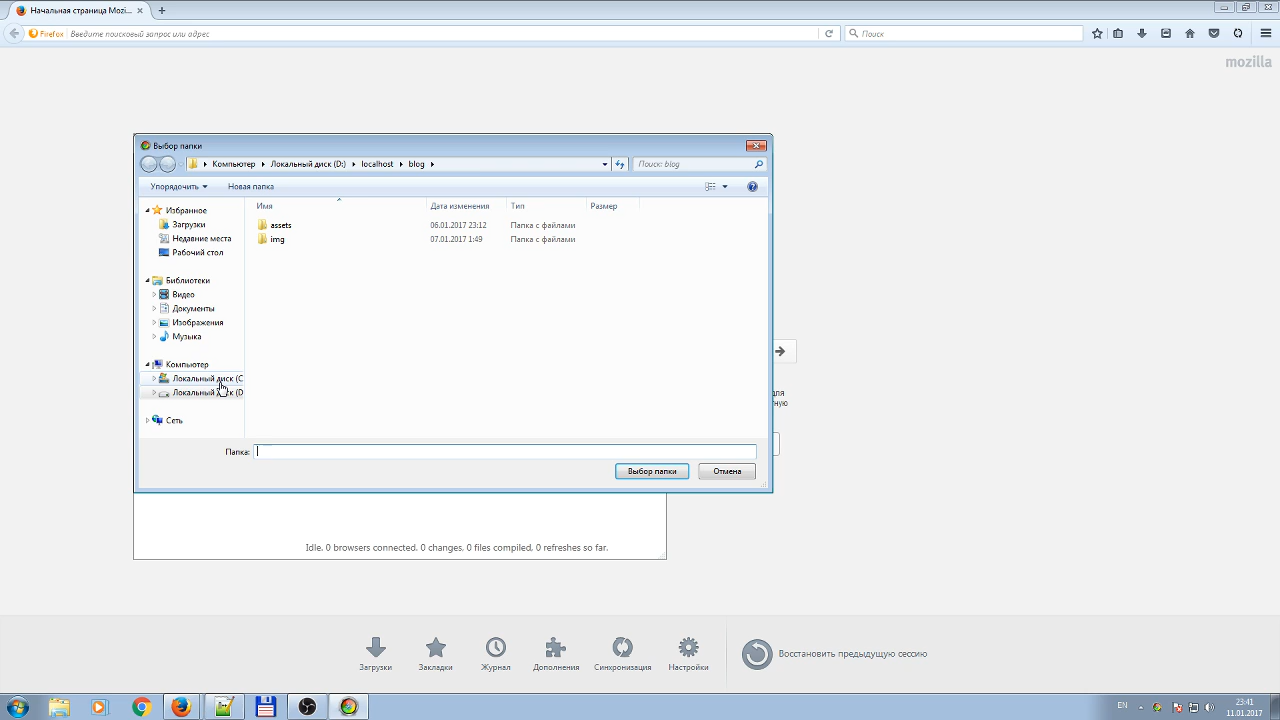 Начальная страница Mozi...
Firefox
Введите поисковый запрос или адрес
Поиск
mozilla
Выбор папки
Компьютер
Локальный диск (D:)
localhost
blog
Поиск: blog
Упорядочить
Новая папка
Имя
Дата изменения
Тип
Размер
Избранное
Загрузки
Недавние места
Рабочий стол
Библиотеки
Видео
Документы
Изображения
Музыка
Компьютер
Локальный диск (C
Локальный диск (D
Сеть
assets
06.01.2017 23:12
Папка с файлами
img
07.01.2017 1:49
Папка с файлами
для
Папка:
Выбор папки
Отмена
Idle. 0 browsers connected. 0 changes, 0 files compiled, 0 refreshes so far.
Загрузки
Закладки
Журнал
Дополнения
Синхронизация
Настройки
Восстановить предыдущую сессию
EN
23:41
11.01.2017